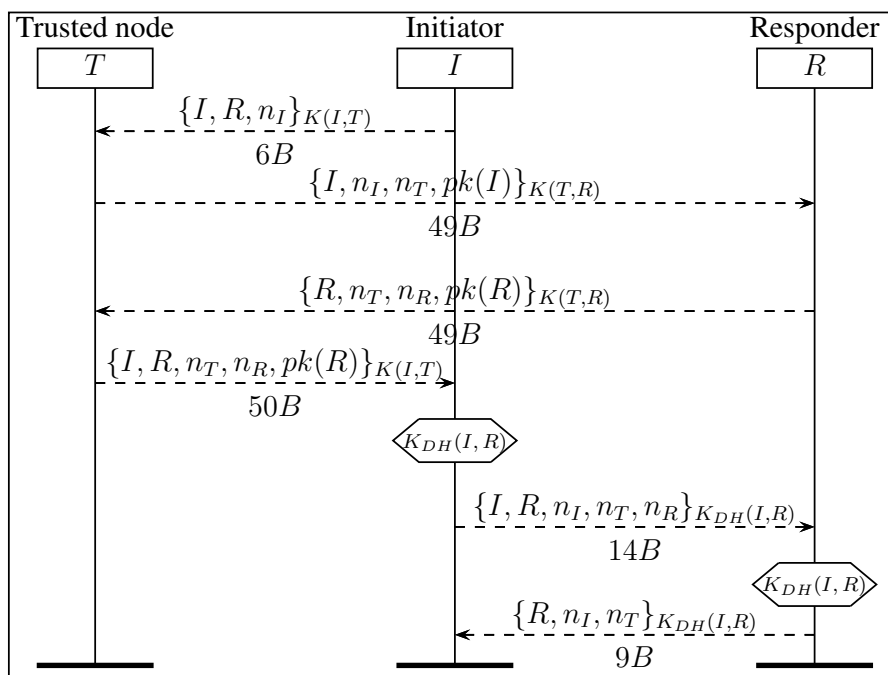 Trusted node Initiator Responder
T I R
{I, R, n_I}_{K(I,T)}
6B
{I, n_I, n_T, pk(I)}_{K(T,R)}
49B
{R, n_T, n_R, pk(R)}_{K(T,R)}
49B
{I, R, n_T, n_R, pk(R)}_{K(I,T)}
50B
K_{DH}(I, R)
{I, R, n_I, n_T, n_R}_{K_{DH}(I,R)}
14B
K_{DH}(I, R)
{R, n_I, n_T}_{K_{DH}(I,R)}
9B